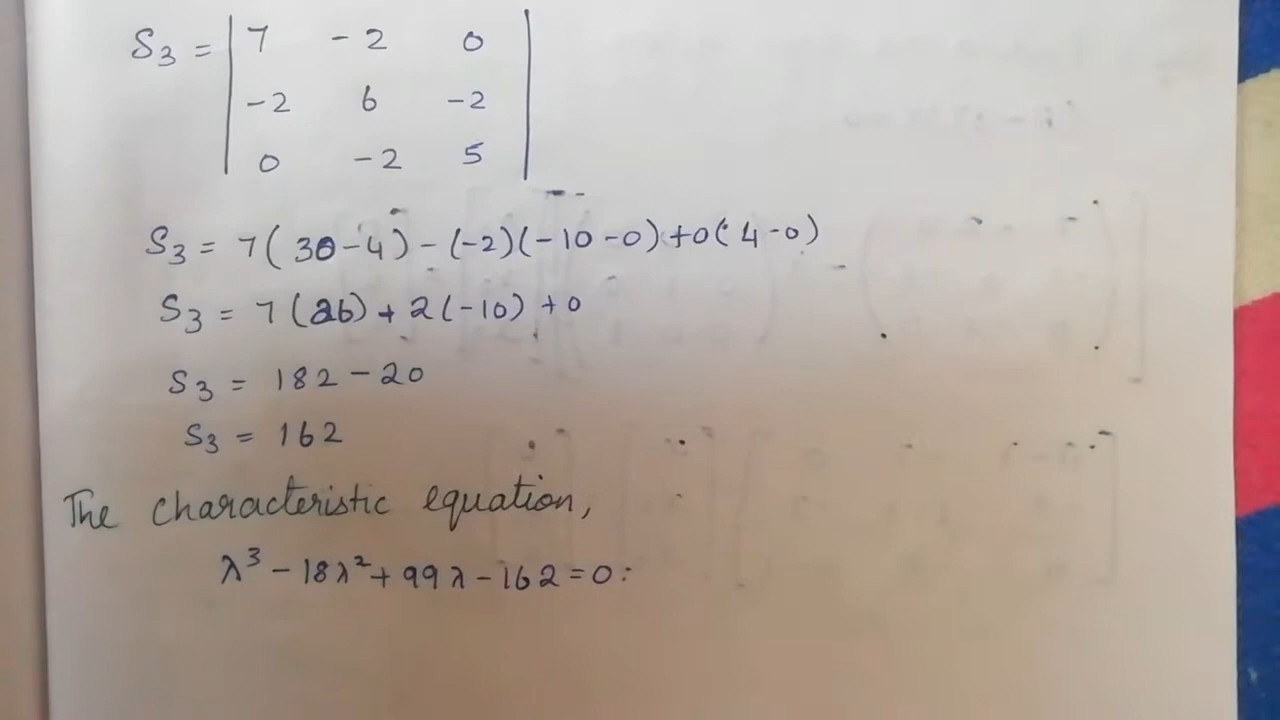 S₃ = | 7 -2 0 |
| -2 6 -2 |
| 0 -2 5 |
S₃ = 7(30-4) - (-2)(-10-0) + 0(4-0)
S₃ = 7(26) + 2(-10) + 0
S₃ = 182 - 20
S₃ = 162
The characteristic equation,
λ³ - 18λ² + 99λ - 162 = 0.